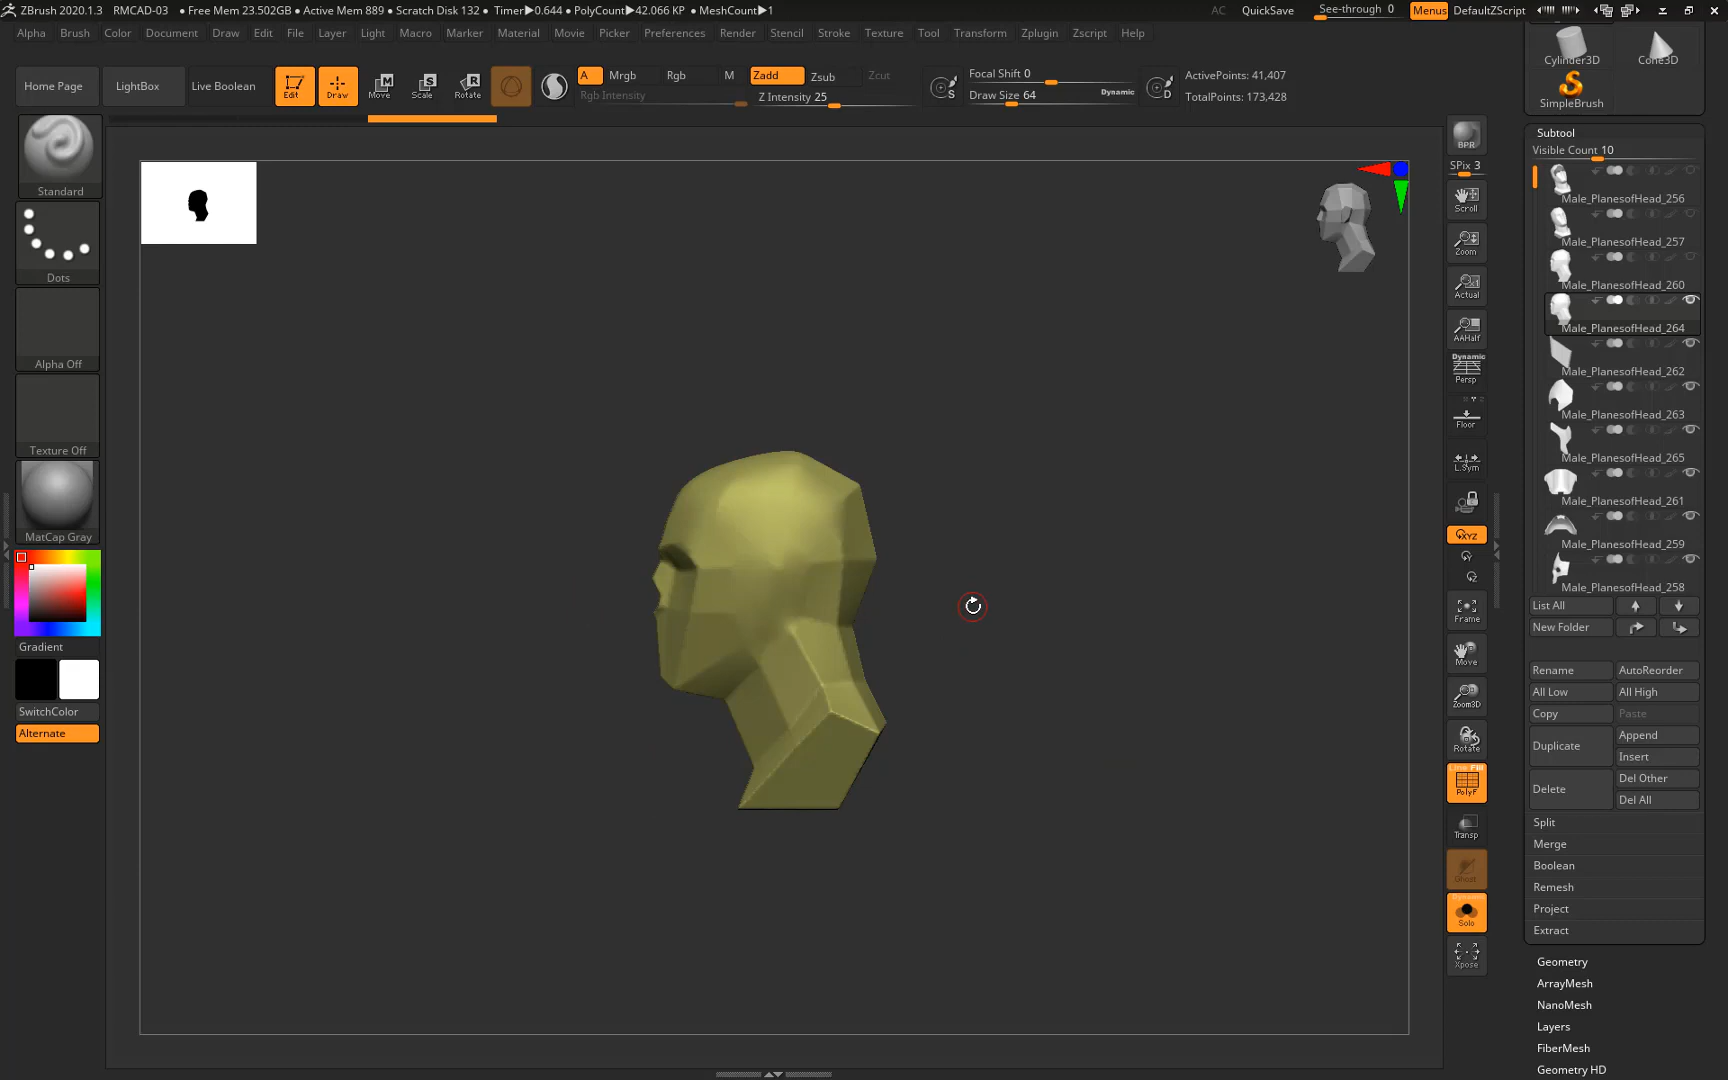 ZBrush 2020.1.3 RMCAD-03 • Free Mem 23.502GB • Active Mem 889 • Scratch Disk 132 • Timer▶0.644 • PolyCount▶42.066 KP • MeshCount▶1 AC QuickSave See-through 0 Menus DefaultZScript
Alpha Brush Color Document Draw Edit File Layer Light Macro Marker Material Movie Picker Preferences Render Stencil Stroke Texture Tool Transform Zplugin Zscript Help
Home Page LightBox Live Boolean Edit Draw Move Scale Rotate
A Mrgb Rgb M Zadd Zsub Zcut
Rgb Intensity Z Intensity 25
Focal Shift 0
Draw Size 64 Dynamic
S D
ActivePoints: 41,407
TotalPoints: 173,428
Standard
Dots
Alpha Off
Texture Off
MatCap Gray
Gradient
SwitchColor
Alternate
BPR
SPix 3
Scroll
Zoom
Actual
AAHalf
Dynamic
Persp
Floor
L.Sym
XYZ
Y
Z
Frame
Move
Zoom3D
Rotate
Line Fill
PolyF
Transp
Ghost
Dynamic
Solo
Xpose
Cylinder3D Cone3D
SimpleBrush
Subtool
Visible Count 10
Male_PlanesofHead_256
Male_PlanesofHead_257
Male_PlanesofHead_260
Male_PlanesofHead_264
Male_PlanesofHead_262
Male_PlanesofHead_263
Male_PlanesofHead_265
Male_PlanesofHead_261
Male_PlanesofHead_259
Male_PlanesofHead_258
List All
New Folder
Rename AutoReorder
All Low All High
Copy Paste
Duplicate Append
Insert
Delete Del Other
Del All
Split
Merge
Boolean
Remesh
Project
Extract
Geometry
ArrayMesh
NanoMesh
Layers
FiberMesh
Geometry HD